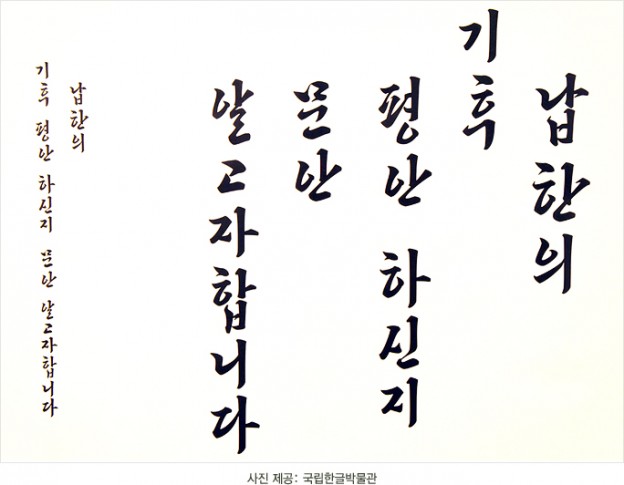 납한의
기후
평안 하신지
문안
알고자합니다
납한의
기후 평안 하신지 문안 알고자합니다
사진 제공: 국립한글박물관